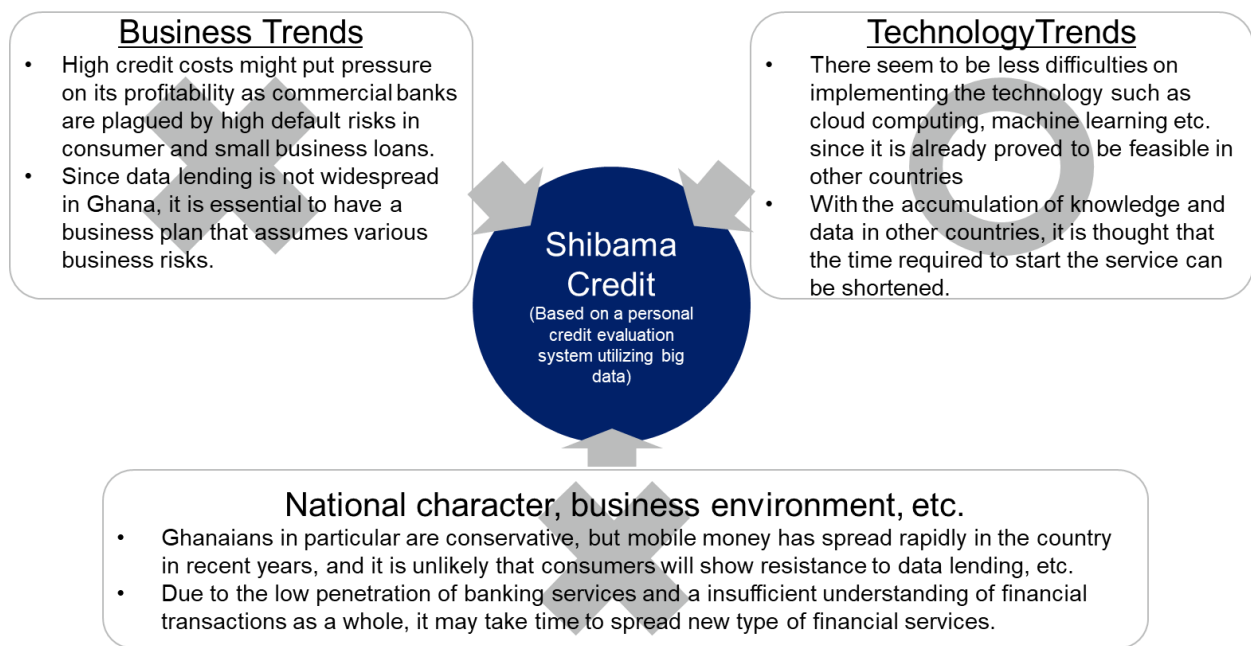 Business Trends
• High credit costs might put pressure
on its profitability as commercial banks
are plagued by high default risks in
consumer and small business loans.
• Since data lending is not widespread
in Ghana, it is essential to have a
business plan that assumes various
business risks.
TechnologyTrends
• There seem to be less difficulties on
implementing the technology such as
cloud computing, machine learning etc.
since it is already proved to be feasible in
other countries
• With the accumulation of knowledge and
data in other countries, it is thought that
the time required to start the service can
be shortened.
Shibama
Credit
(Based on a personal
credit evaluation
system utilizing big
data)
National character, business environment, etc.
• Ghanaians in particular are conservative, but mobile money has spread rapidly in the country
in recent years, and it is unlikely that consumers will show resistance to data lending, etc.
• Due to the low penetration of banking services and a insufficient understanding of financial
transactions as a whole, it may take time to spread new type of financial services.